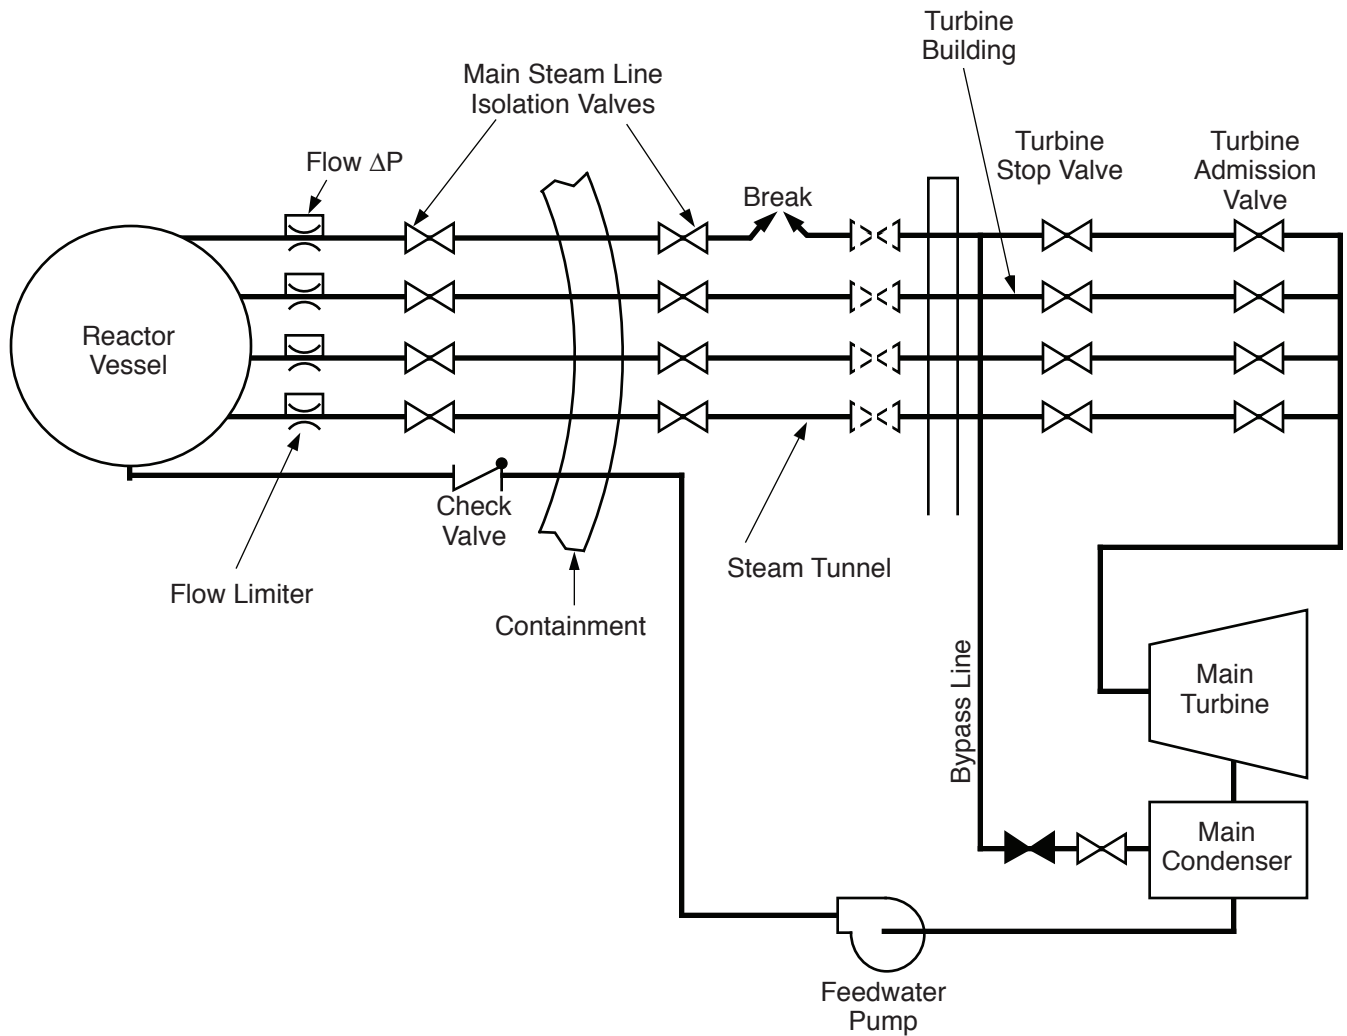 Turbine
Building
Main Steam Line
Isolation Valves
Flow ΔP
Turbine
Stop Valve
Turbine
Admission
Valve
Break
Reactor
Vessel
Check
Valve
Steam Tunnel
Flow Limiter
Containment
Bypass Line
Main
Turbine
Main
Condenser
Feedwater
Pump